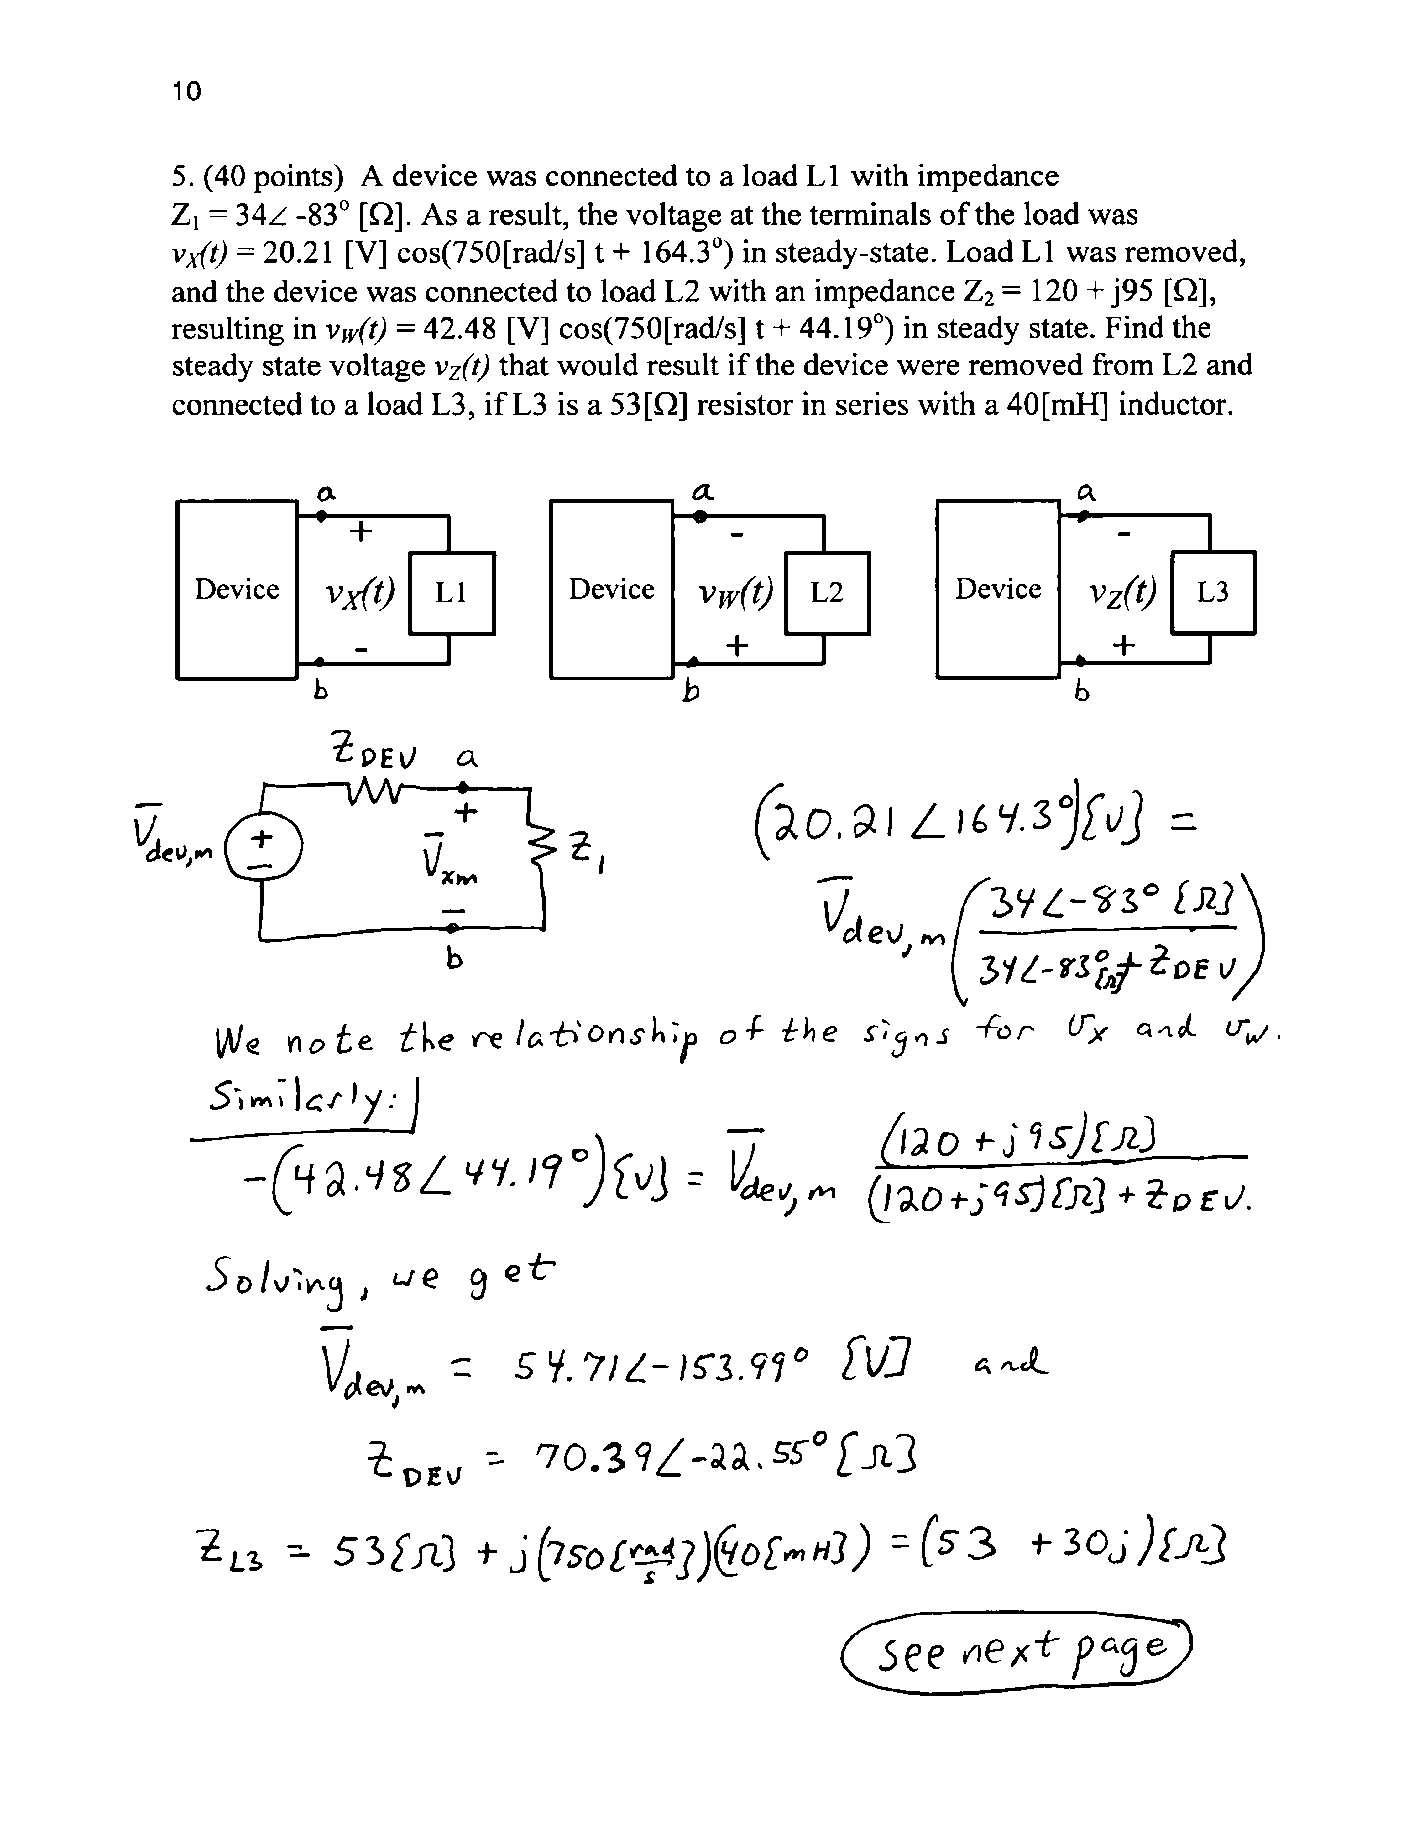 10
5. (40 points) A device was connected to a load L1 with impedance
Z₁ = 34∠ -83° [Ω]. As a result, the voltage at the terminals of the load was
vX(t) = 20.21 [V] cos(750[rad/s] t + 164.3°) in steady-state. Load L1 was removed,
and the device was connected to load L2 with an impedance Z₂ = 120 + j95 [Ω],
resulting in vW(t) = 42.48 [V] cos(750[rad/s] t + 44.19°) in steady state. Find the
steady state voltage vZ(t) that would result if the device were removed from L2 and
connected to a load L3, if L3 is a 53[Ω] resistor in series with a 40[mH] inductor.
a a a
+ - -
Device vX(t) L1 Device vW(t) L2 Device vZ(t) L3
- + +
b b b
Z DEV a
V̅dev,m + - + V̅xm - Z₁
b
(20.21∠164.3°)[V] =
V̅dev,m (34∠-83° [Ω] / 34∠-83°[Ω] + Z DEV)
We note the relationship of the signs for vx and vw.
Similarly:
-(42.48∠44.19°)[V] = V̅dev,m (120 + j95)[Ω] / (120+j95)[Ω] + Z DEV.
Solving, we get
V̅dev,m = 54.71∠-153.99° [V] and
Z DEV = 70.39∠-22.55° [Ω]
Z L3 = 53[Ω] + j(750[rad/s])(40[mH]) = (53 + 30j)[Ω]
see next page